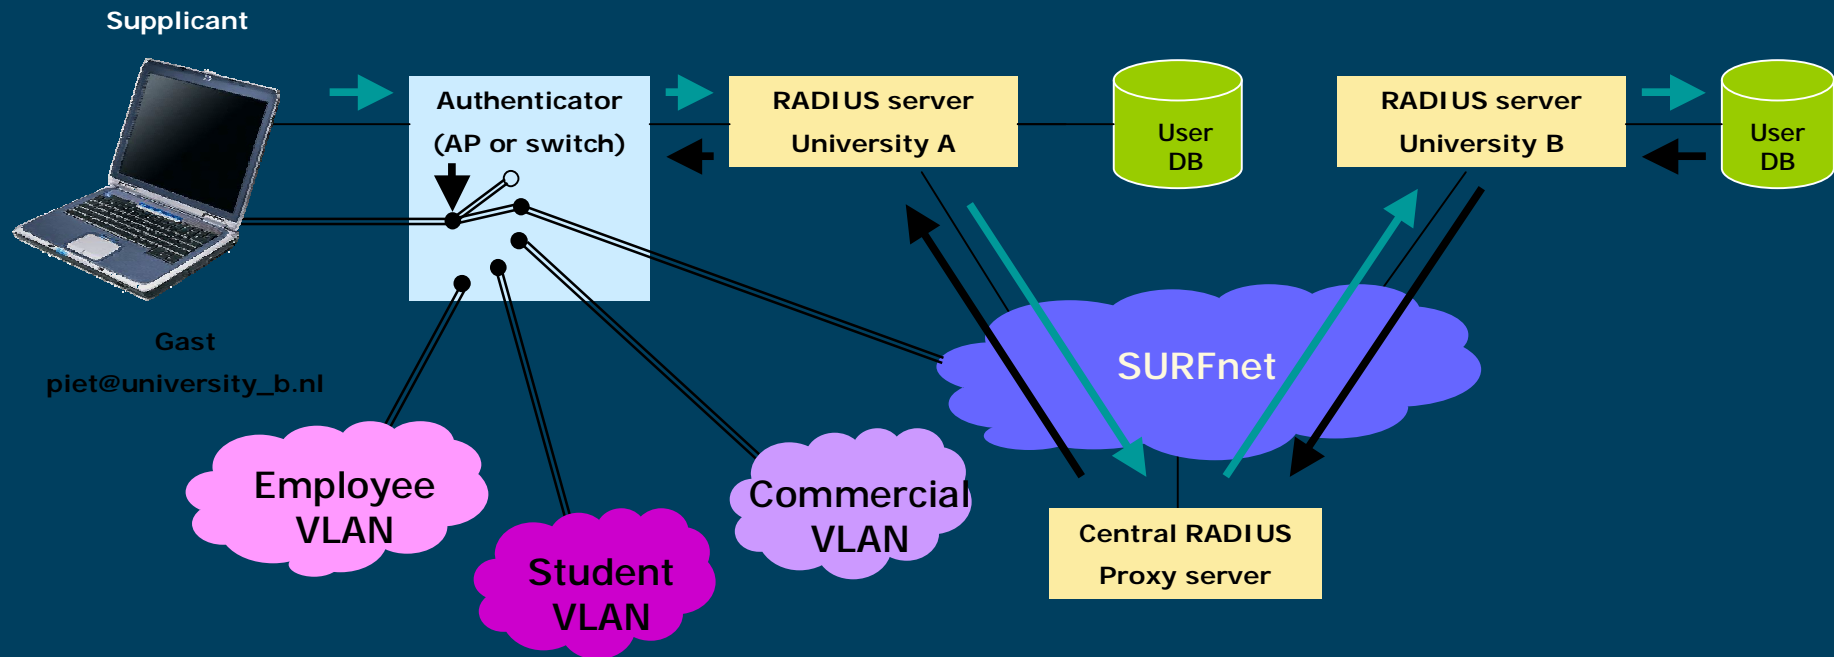 Supplicant
Authenticator
(AP or switch)
RADIUS server
University A
User
DB
RADIUS server
University B
User
DB
Gast
piet@university_b.nl
SURFnet
Employee
VLAN
Student
VLAN
Commercial
VLAN
Central RADIUS
Proxy server